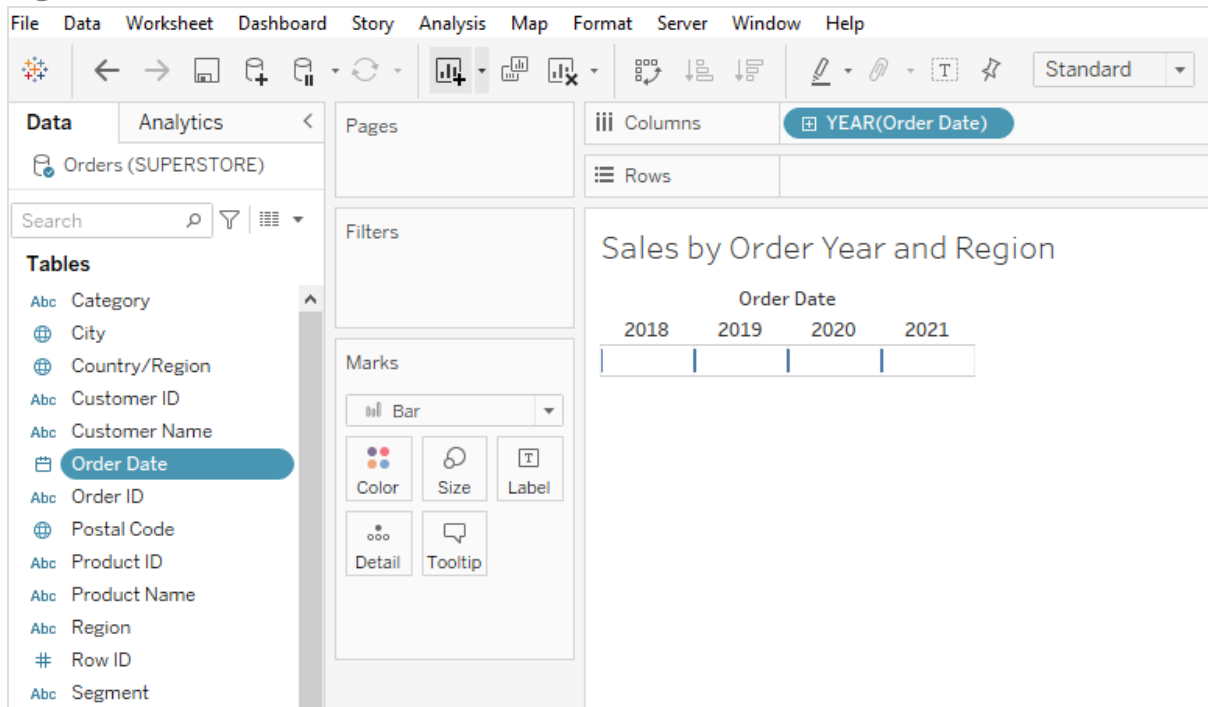 File Data Worksheet Dashboard Story Analysis Map Format Server Window Help
Standard
Data Analytics
Orders (SUPERSTORE)
Search
Tables
Abc Category
City
Country/Region
Abc Customer ID
Abc Customer Name
Order Date
Abc Order ID
Postal Code
Abc Product ID
Abc Product Name
Abc Region
# Row ID
Abc Segment
Pages
Filters
Marks
Bar
Color Size Label
Detail Tooltip
Columns YEAR(Order Date)
Rows
Sales by Order Year and Region
Order Date
2018 2019 2020 2021